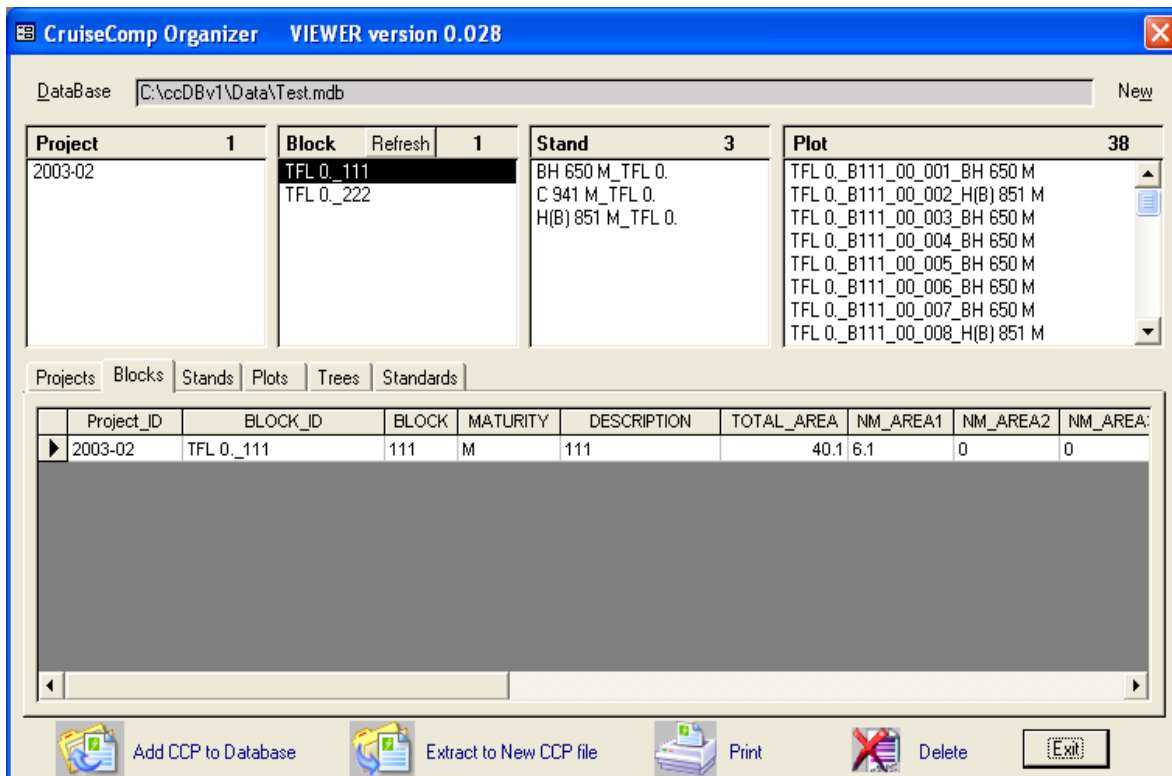 CruiseComp Organizer VIEWER version 0.028
DataBase C:\ccDBv1\Data\Test.mdb New
Project 1 Block Refresh 1 Stand 3 Plot 38
2003-02
TFL 0._111
TFL 0._222
BH 650 M_TFL 0.
C 941 M_TFL 0.
H(B) 851 M_TFL 0.
TFL 0._B111_00_001_BH 650 M
TFL 0._B111_00_002_H(B) 851 M
TFL 0._B111_00_003_BH 650 M
TFL 0._B111_00_004_BH 650 M
TFL 0._B111_00_005_BH 650 M
TFL 0._B111_00_006_BH 650 M
TFL 0._B111_00_007_BH 650 M
TFL 0._B111_00_008_H(B) 851 M
Projects Blocks Stands Plots Trees Standards
Project_ID BLOCK_ID BLOCK MATURITY DESCRIPTION TOTAL_AREA NM_AREA1 NM_AREA2 NM_AREA
2003-02 TFL 0._111 111 M 111 40.1 6.1 0 0
Add CCP to Database Extract to New CCP file Print Delete Exit